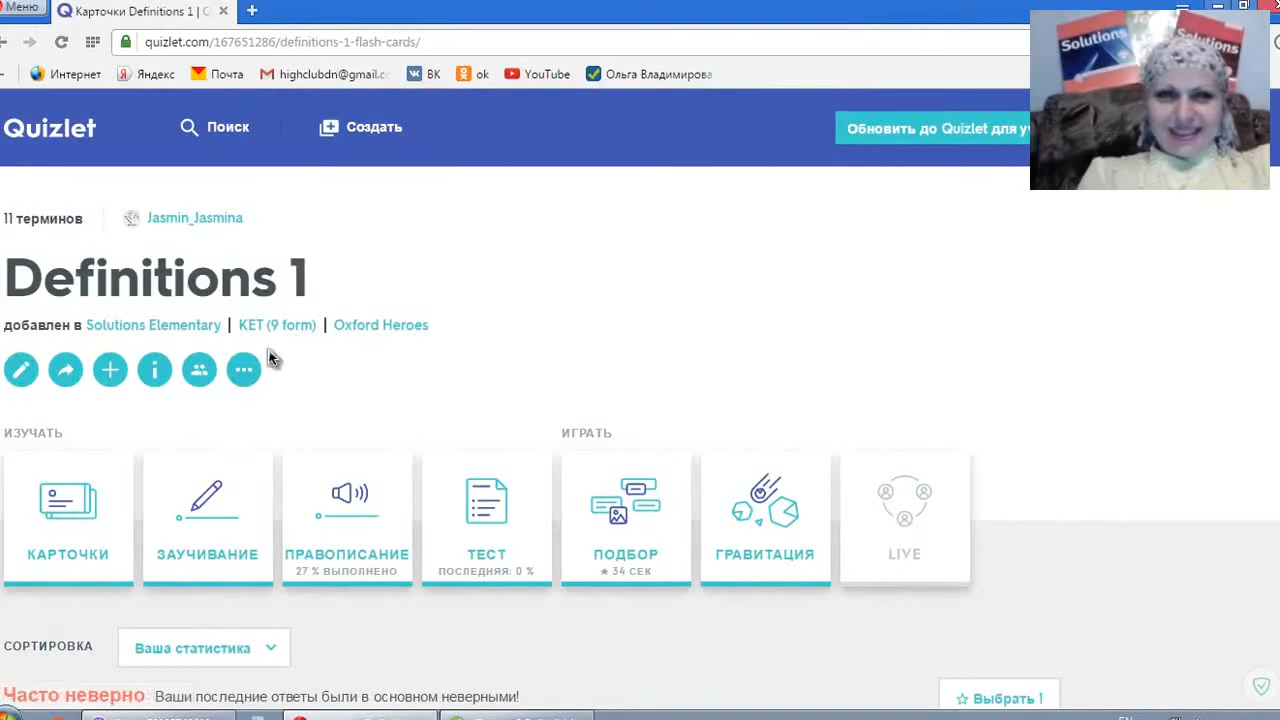 Меню
Карточки Definitions 1 | Q
quizlet.com/167651286/definitions-1-flash-cards/
Интернет Яндекс Почта highclubdn@gmail.c ВК ok YouTube Ольга Владимирова
Solutions Solutions
Quizlet Поиск Создать Обновить до Quizlet для у
11 терминов Jasmin_Jasmina
Definitions 1
добавлен в Solutions Elementary | KET (9 form) | Oxford Heroes
ИЗУЧАТЬ ИГРАТЬ
КАРТОЧКИ ЗАУЧИВАНИЕ ПРАВОПИСАНИЕ ТЕСТ ПОДБОР ГРАВИТАЦИЯ LIVE
27 % ВЫПОЛНЕНО ПОСЛЕДНЯЯ: 0 % ★ 34 СЕК
СОРТИРОВКА Ваша статистика
Часто неверно Ваши последние ответы были в основном неверными! Выбрать 1